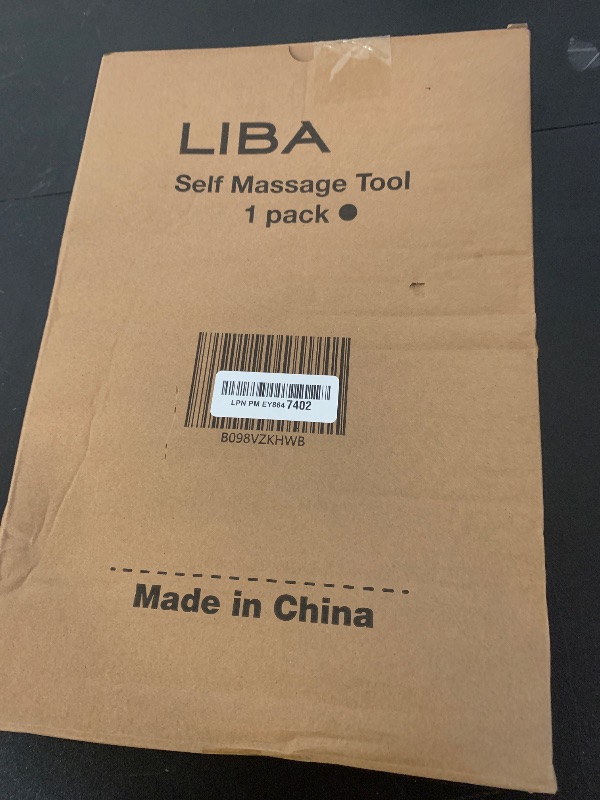 LIBA
Self Massage Tool
1 pack
LPN PM EY864 7402
B098VZKHWB
Made in China